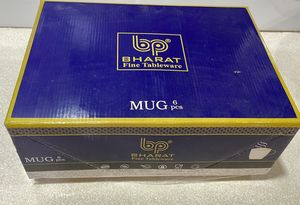 bp
BHARAT
Fine Tableware
MUG 6 pcs
bp
BHARAT
Fine Tableware
MUG 6 pcs